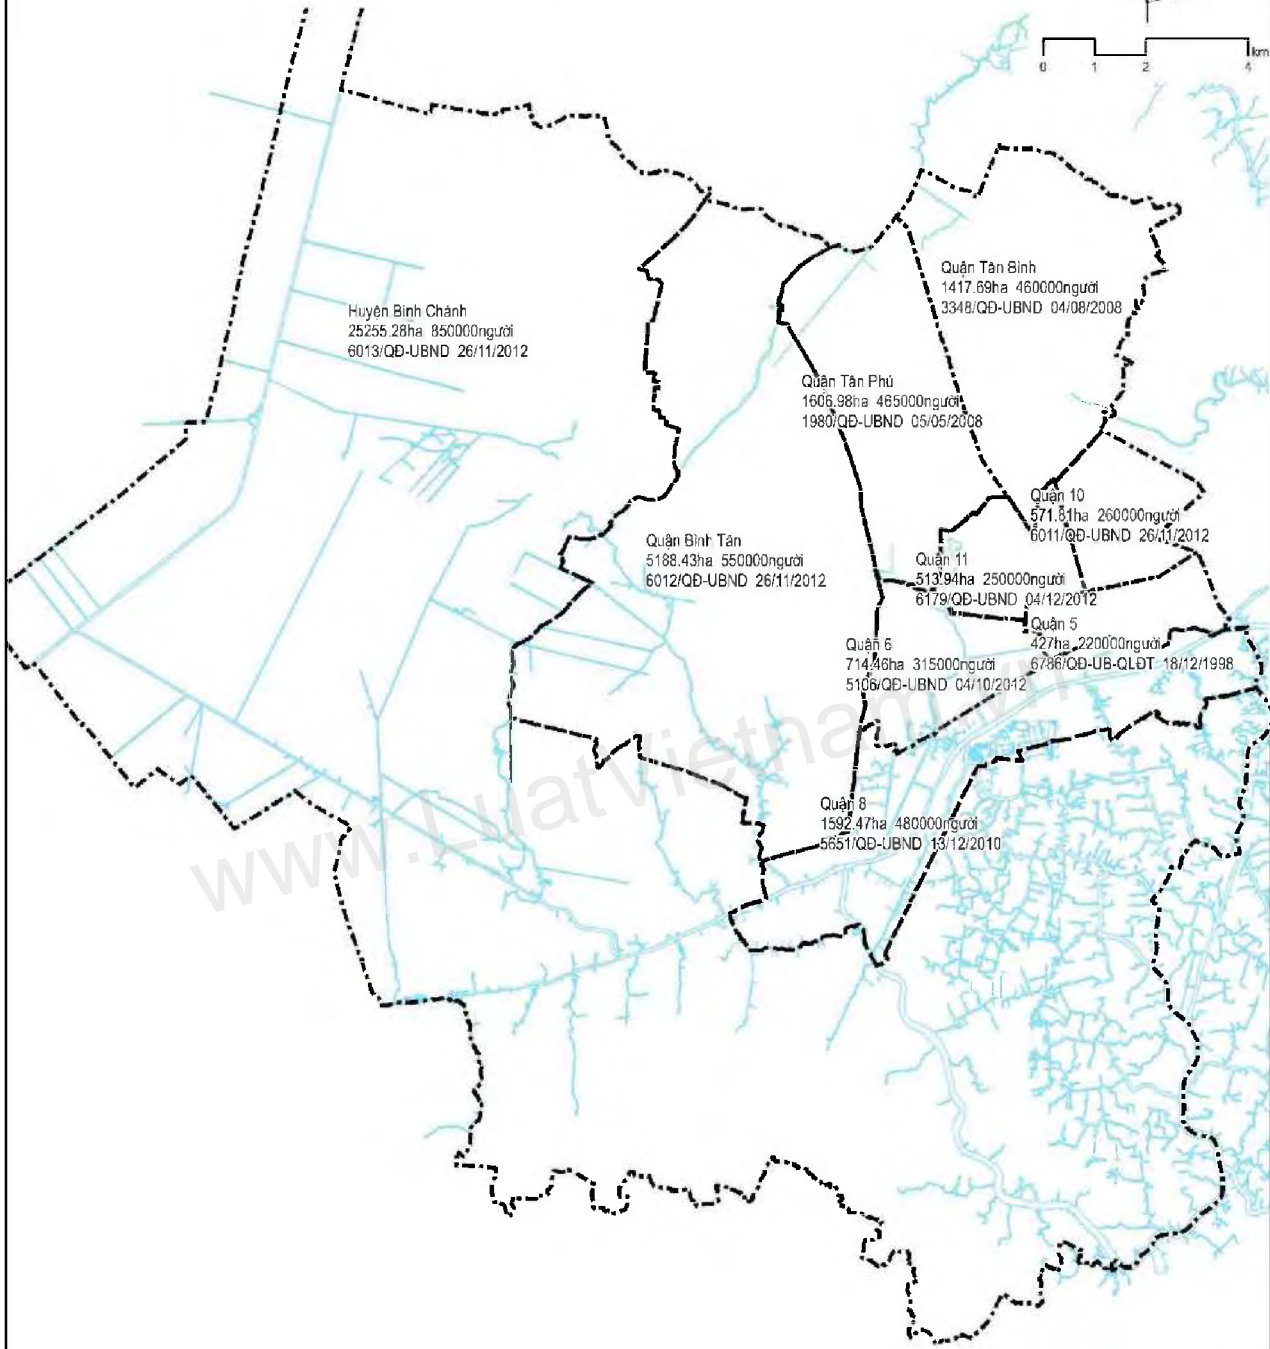 km
0 1 2 4
Quận Tân Bình
1417.69ha 460000người
3348/QĐ-UBND 04/08/2008
Huyện Bình Chánh
25255.28ha 850000người
6013/QĐ-UBND 26/11/2012
Quận Tân Phú
1606.98ha 465000người
1980/QĐ-UBND 05/05/2008
Quận 10
571.81ha 260000người
6011/QĐ-UBND 26/11/2012
Quận Bình Tân
5188.43ha 550000người
6012/QĐ-UBND 26/11/2012
Quận 11
513.94ha 250000người
6179/QĐ-UBND 04/12/2012
Quận 5
427ha 220000người
6786/QĐ-UB-QLĐT 18/12/1998
Quận 6
714.46ha 315000người
5106/QĐ-UBND 04/10/2012
Quận 8
1592.47ha 480000người
5651/QĐ-UBND 13/12/2010
www.LuatVietnam.vn